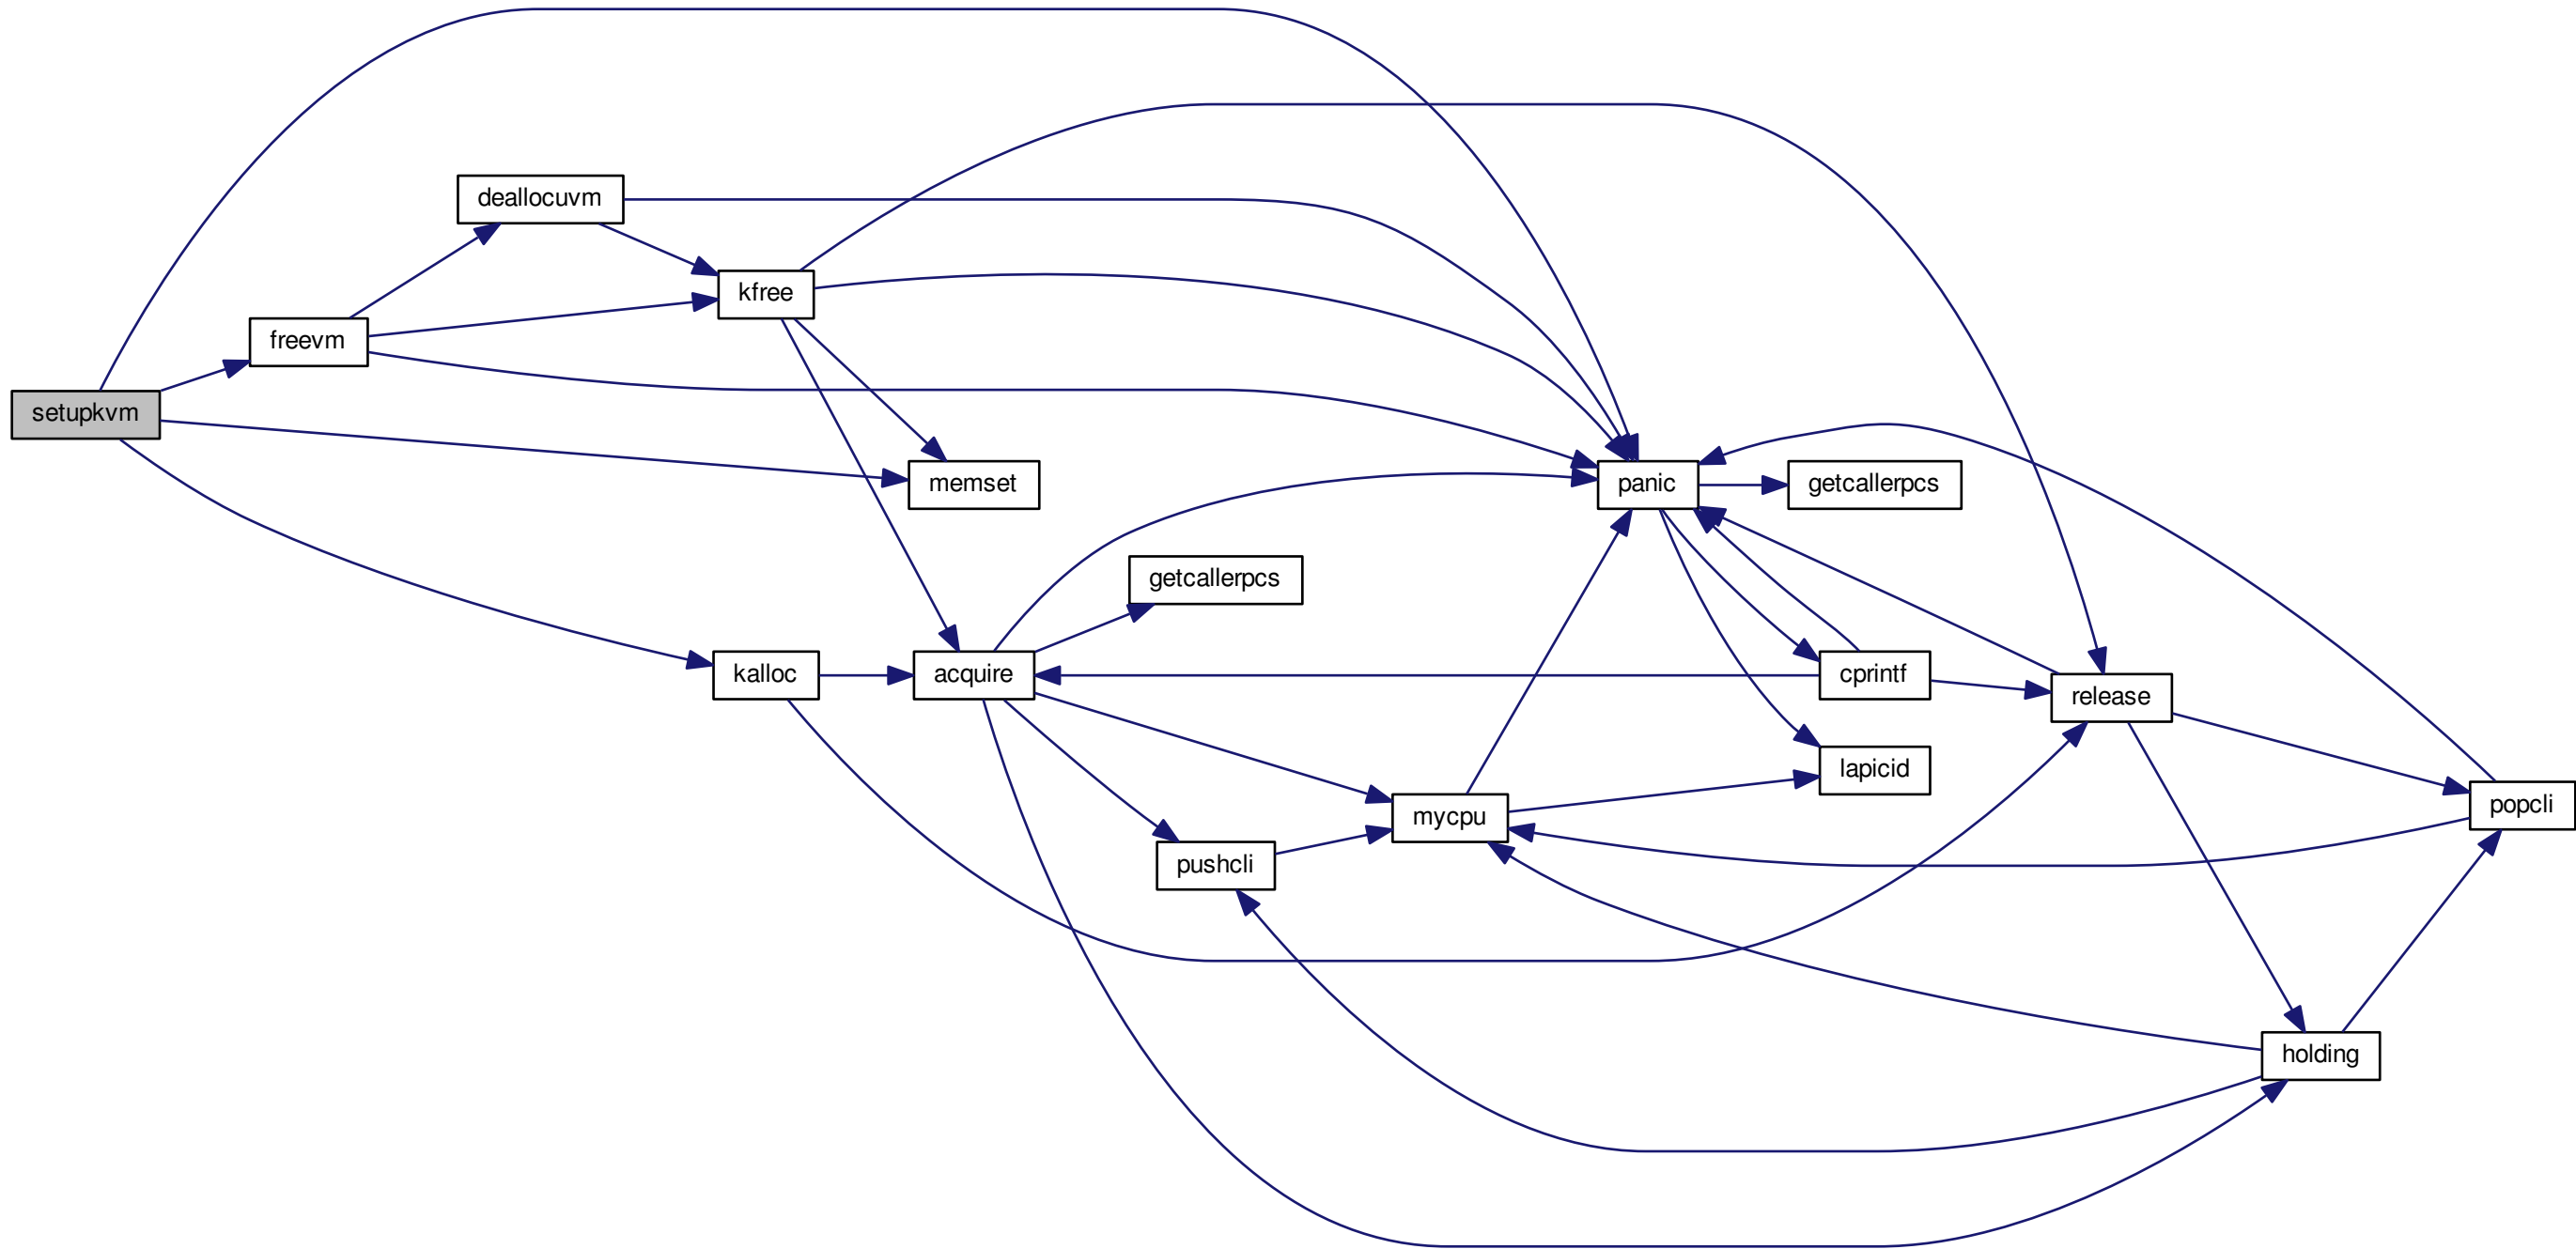 setupkvm
freevm
deallocuvm
kfree
memset
kalloc
acquire
getcallerpcs
pushcli
mycpu
panic
getcallerpcs
cprintf
lapicid
release
popcli
holding